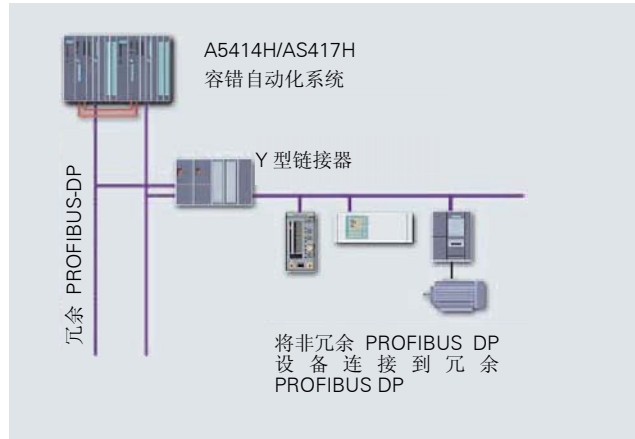 A5414H/AS417H
容错自动化系统
Y 型链接器
冗余 PROFIBUS-DP
将非冗余 PROFIBUS DP
设备连接到冗余
PROFIBUS DP